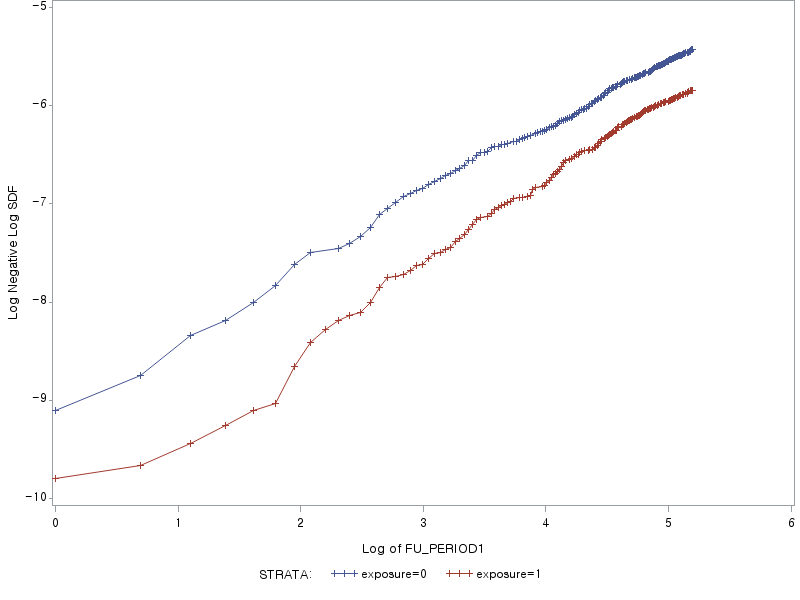 -5
-6
-7
-8
-9
-10
Log Negative Log SDF
0 1 2 3 4 5 6
Log of FU_PERIOD1
STRATA: exposure=0 exposure=1